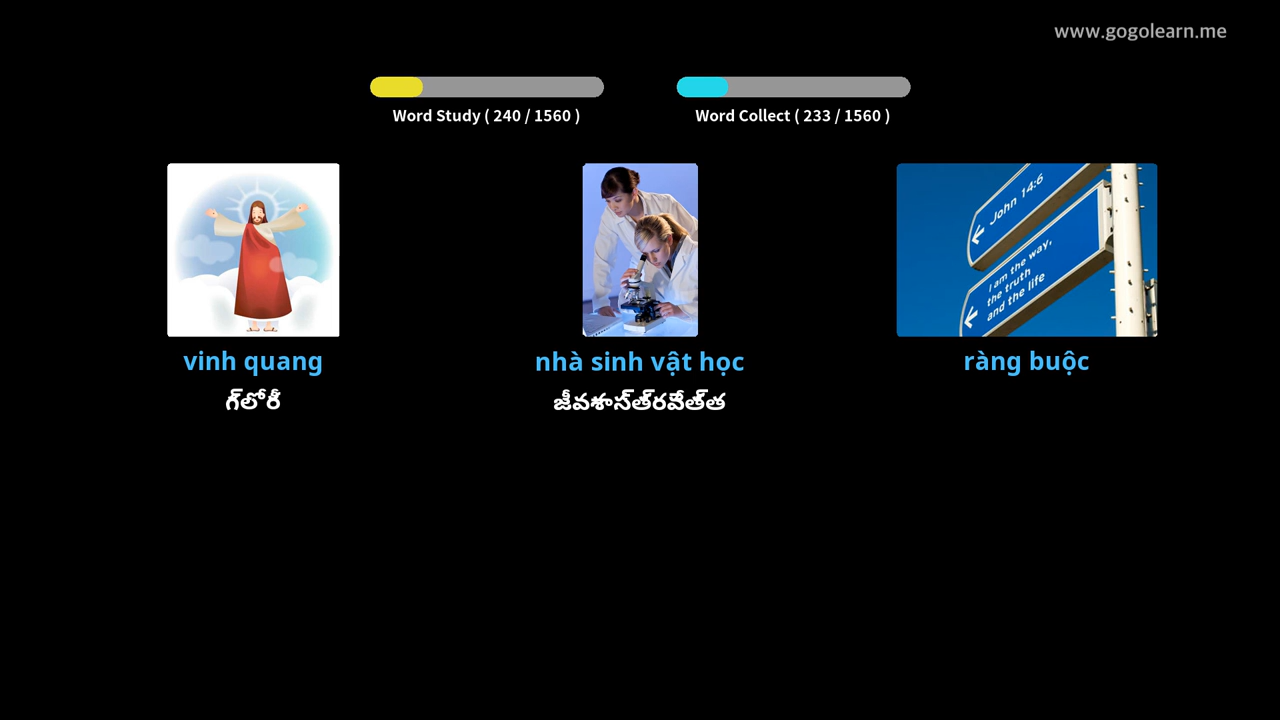 www.gogolearn.me
Word Study ( 240 / 1560 )
Word Collect ( 233 / 1560 )
John 14:6
I am the way,
the truth
and the life
vinh quang
nhà sinh vật học
ràng buộc
గ్లోరీ
జీవశాస్త్రవేత్త